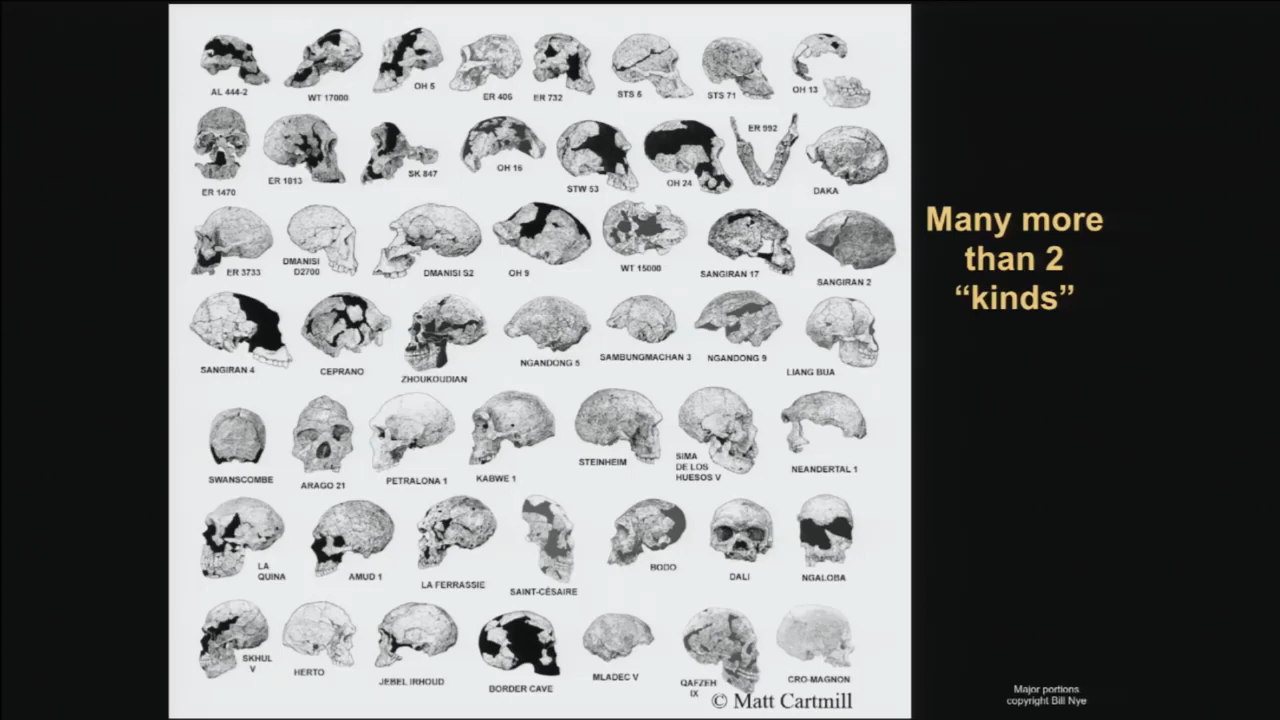 AL 444-2
WT 17000
OH 5
ER 406
ER 732
STS 5
STS 71
OH 13
ER 1470
ER 1813
SK 847
OH 16
STW 53
OH 24
ER 992
DAKA
ER 3733
DMANISI
D2700
DMANISI S2
OH 9
WT 15000
SANGIRAN 17
SANGIRAN 2
SANGIRAN 4
CEPRANO
ZHOUKOUDIAN
NGANDONG 5
SAMBUNGMACHAN 3
NGANDONG 9
LIANG BUA
SWANSCOMBE
ARAGO 21
PETRALONA 1
KABWE 1
STEINHEIM
SIMA
DE LOS
HUESOS V
NEANDERTAL 1
LA
QUINA
AMUD 1
LA FERRASSIE
SAINT-CÉSAIRE
BODO
DALI
NGALOBA
SKHUL
V
HERTO
JEBEL IRHOUD
BORDER CAVE
MLADEC V
QAFZEH
IX
CRO-MAGNON
© Matt Cartmill
Many more
than 2
“kinds”
Major portions
copyright Bill Nye